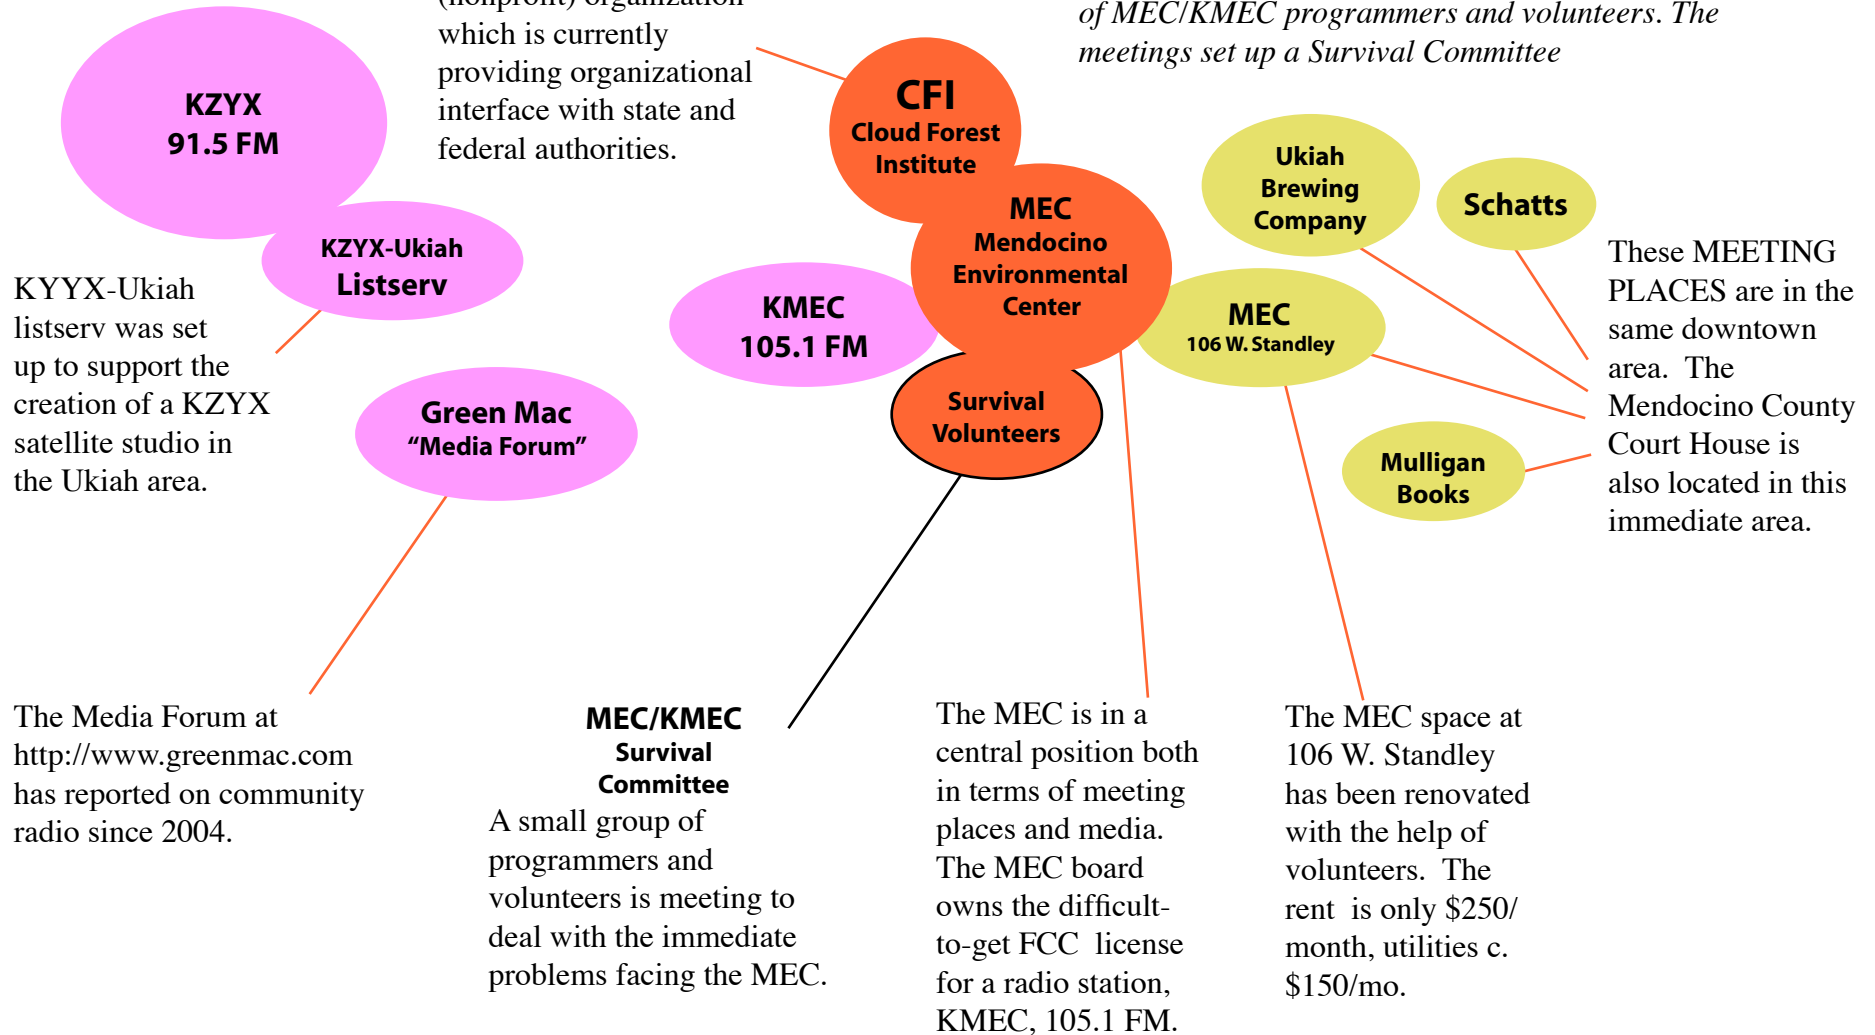 (nonprofit) organization
which is currently
providing organizational
interface with state and
federal authorities.
of MEC/KMEC programmers and volunteers. The
meetings set up a Survival Committee
KZYX
91.5 FM
CFI
Cloud Forest
Institute
KZYX-Ukiah
Listserv
MEC
Mendocino
Environmental
Center
Ukiah
Brewing
Company
Schatts
KYYX-Ukiah
listserv was set
up to support the
creation of a KZYX
satellite studio in
the Ukiah area.
KMEC
105.1 FM
MEC
106 W. Standley
These MEETING
PLACES are in the
same downtown
area. The
Mendocino County
Court House is
also located in this
immediate area.
Green Mac
“Media Forum”
Survival
Volunteers
Mulligan
Books
The Media Forum at
http://www.greenmac.com
has reported on community
radio since 2004.
MEC/KMEC
Survival
Committee
A small group of
programmers and
volunteers is meeting to
deal with the immediate
problems facing the MEC.
The MEC is in a
central position both
in terms of meeting
places and media.
The MEC board
owns the difficult-
to-get FCC license
for a radio station,
KMEC, 105.1 FM.
The MEC space at
106 W. Standley
has been renovated
with the help of
volunteers. The
rent is only $250/
month, utilities c.
$150/mo.